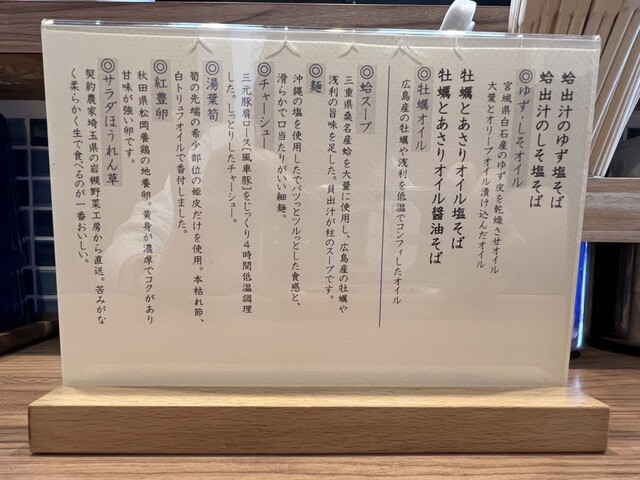 蛤出汁のゆず塩そば
蛤出汁のしそ塩そば
◎ゆず・しそオイル
宮城県白石産のゆず皮を乾燥させオイル
大葉とオリーブオイル漬け込んだオイル
牡蠣とあさりオイル塩そば
牡蠣とあさりオイル醤油そば
◎牡蠣オイル
広島産の牡蠣や浅利を低温でコンフィしたオイル
◎蛤スープ
三重県桑名産蛤を大量に使用し、広島産の牡蠣や
浅利の旨味を足した。貝出汁が柱のスープです。
◎麺
沖縄の塩を使用したでパツっとツルっとした食感と、
滑らかで口当たりがいい細麺。
◎チャーシュー
三元豚肩ロース【風車豚】をじっくり4時間低温調理
した。しっとりしたチャーシュー。
◎湯葉筍
筍の先端の希少部位の姫皮だけを使用。本枯れ節、
白トリュフオイルで香付しました。
◎紅豊卵
秋田県松岡養鶏の地養卵。黄身が濃厚でコクがあり
甘味が強い卵です。
◎サラダほうれん草
契約農家埼玉県の岩槻野菜工房から直送。苦みがな
く柔らかく生で食べるのが一番おいしい。